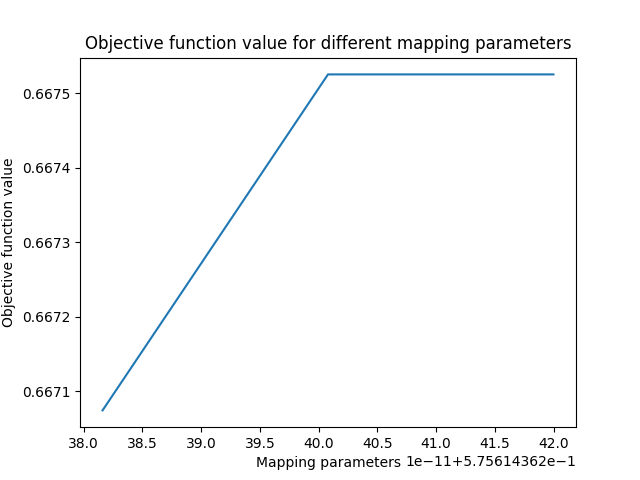 Objective function value for different mapping parameters
Objective function value
0.6675
0.6674
0.6673
0.6672
0.6671
38.0 38.5 39.0 39.5 40.0 40.5 41.0 41.5 42.0
Mapping parameters 1e−11+5.75614362e−1